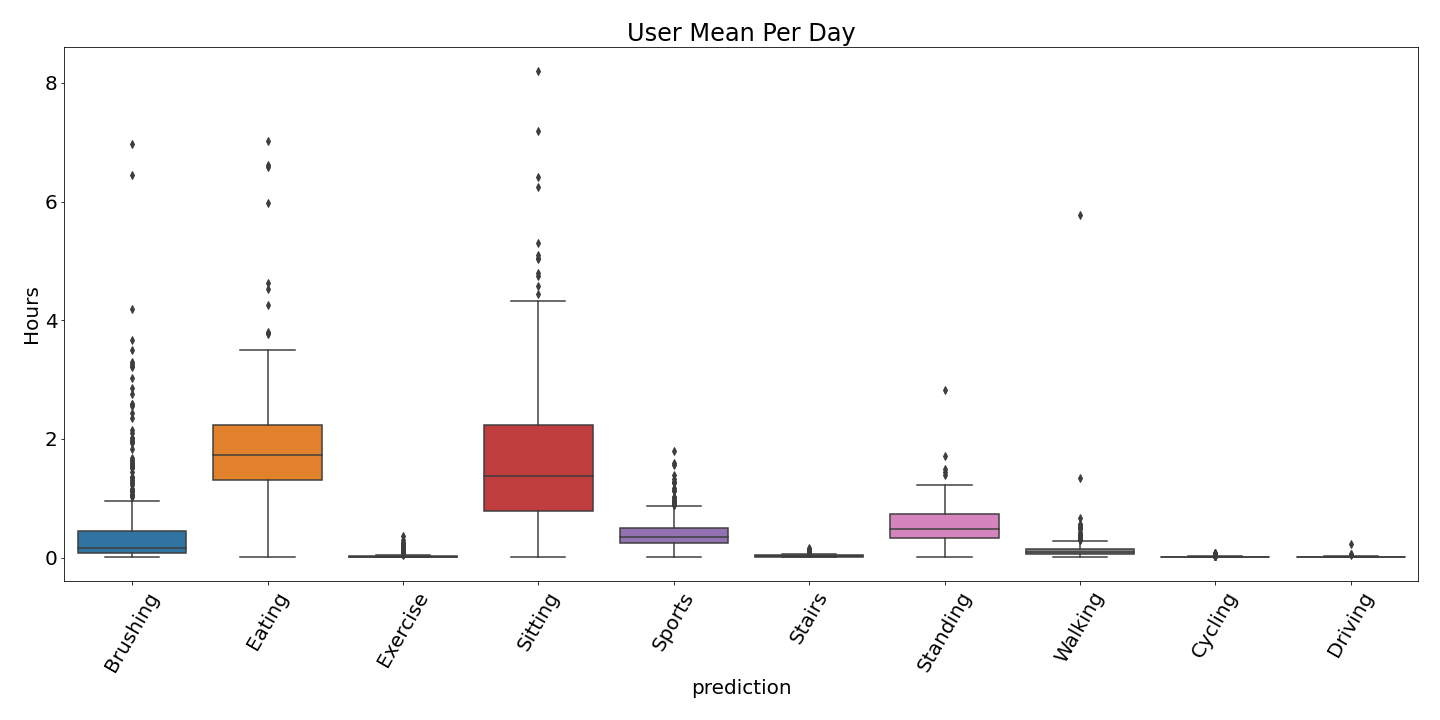 User Mean Per Day
8
6
4
2
0
Hours
Brushing
Eating
Exercise
Sitting
Sports
Stairs
Standing
Walking
Cycling
Driving
prediction